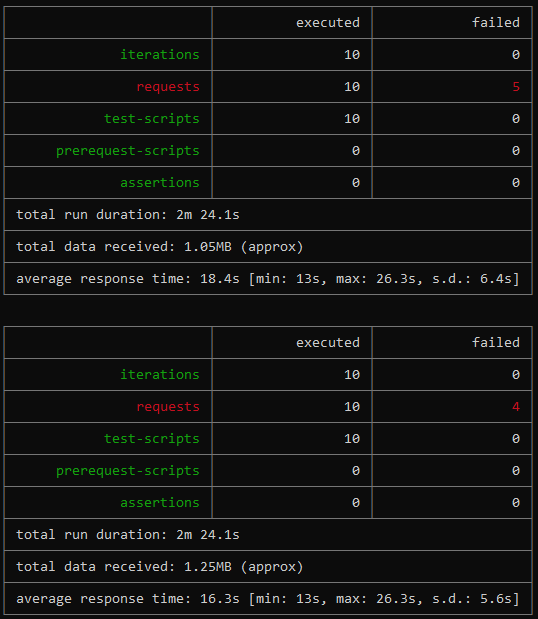 executed failed
iterations 10 0
requests 10 5
test-scripts 10 0
prerequest-scripts 0 0
assertions 0 0
total run duration: 2m 24.1s
total data received: 1.05MB (approx)
average response time: 18.4s [min: 13s, max: 26.3s, s.d.: 6.4s]
executed failed
iterations 10 0
requests 10 4
test-scripts 10 0
prerequest-scripts 0 0
assertions 0 0
total run duration: 2m 24.1s
total data received: 1.25MB (approx)
average response time: 16.3s [min: 13s, max: 26.3s, s.d.: 5.6s]